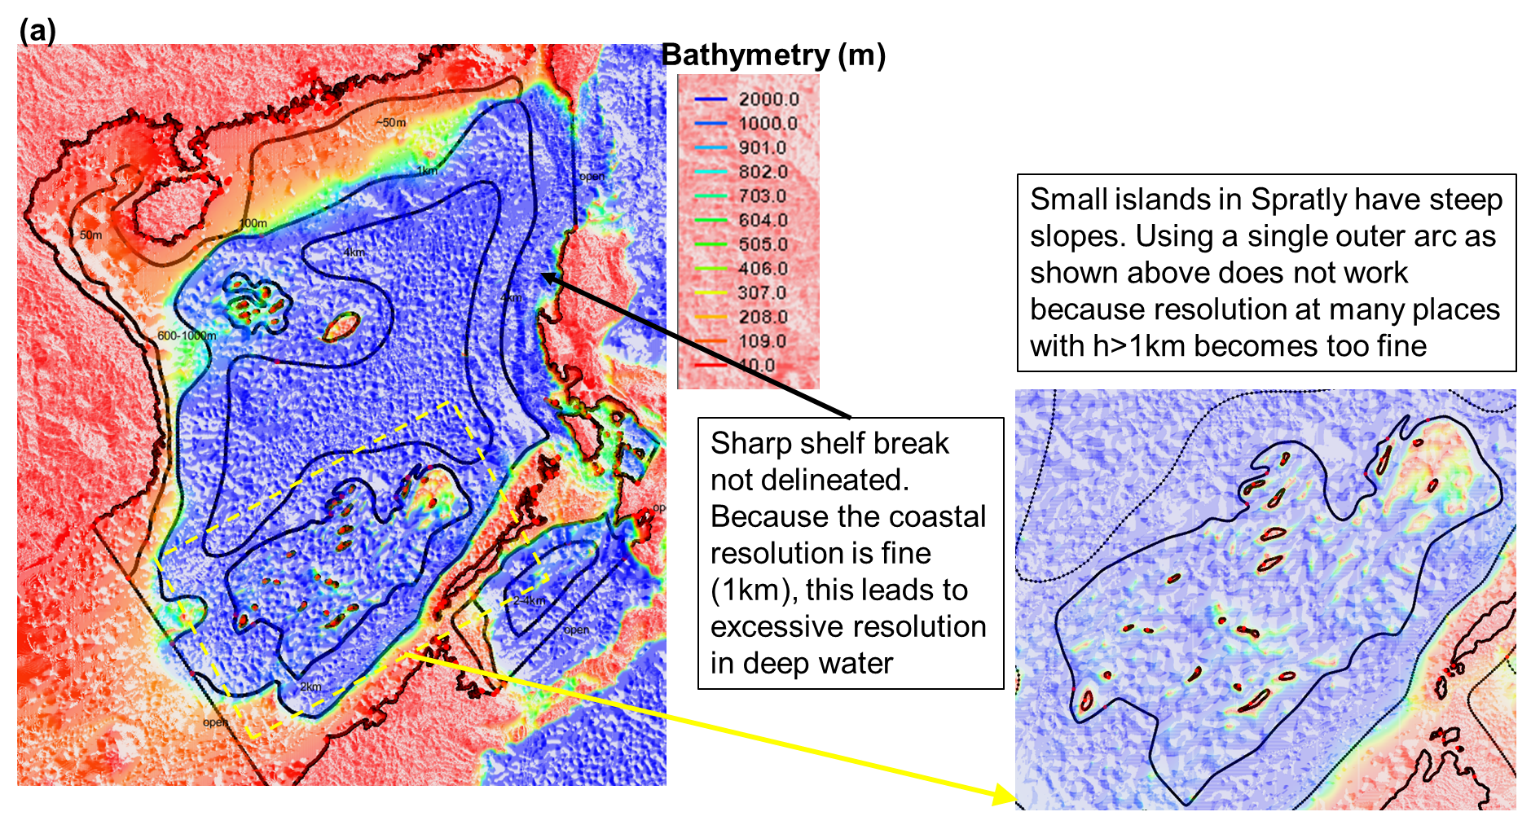 (a)
Bathymetry (m)
2000.0
1000.0
901.0
802.0
703.0
604.0
505.0
406.0
307.0
208.0
109.0
10.0
~50m
1km
open
100m
50m
4km
4km
600-1000m
2-4km
open
op
2km
open
Sharp shelf break
not delineated.
Because the coastal
resolution is fine
(1km), this leads to
excessive resolution
in deep water
Small islands in Spratly have steep
slopes. Using a single outer arc as
shown above does not work
because resolution at many places
with h>1km becomes too fine